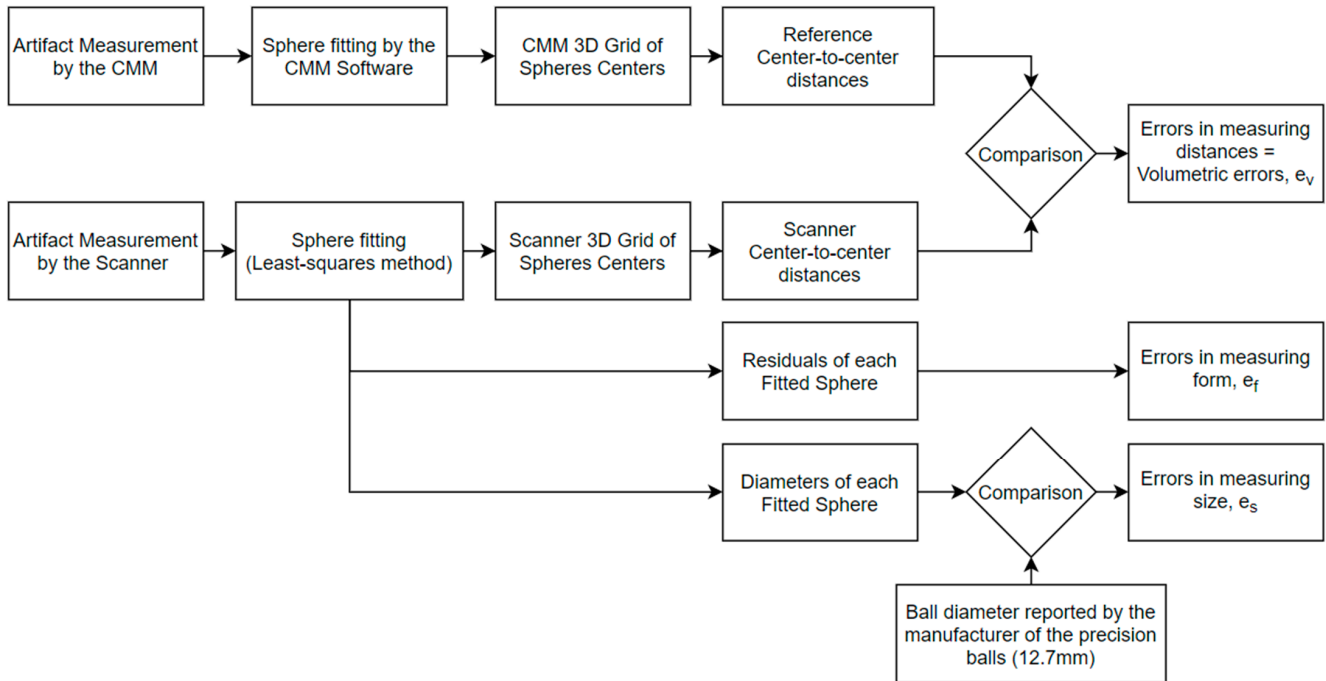 Artifact Measurement
by the CMM
Sphere fitting by the
CMM Software
CMM 3D Grid of
Spheres Centers
Reference
Center-to-center
distances
Comparison
Errors in measuring
distances =
Volumetric errors, eᵥ
Artifact Measurement
by the Scanner
Sphere fitting
(Least-squares method)
Scanner 3D Grid of
Spheres Centers
Scanner
Center-to-center
distances
Residuals of each
Fitted Sphere
Errors in measuring
form, e_f
Diameters of each
Fitted Sphere
Comparison
Errors in measuring
size, eₛ
Ball diameter reported by the
manufacturer of the precision
balls (12.7mm)